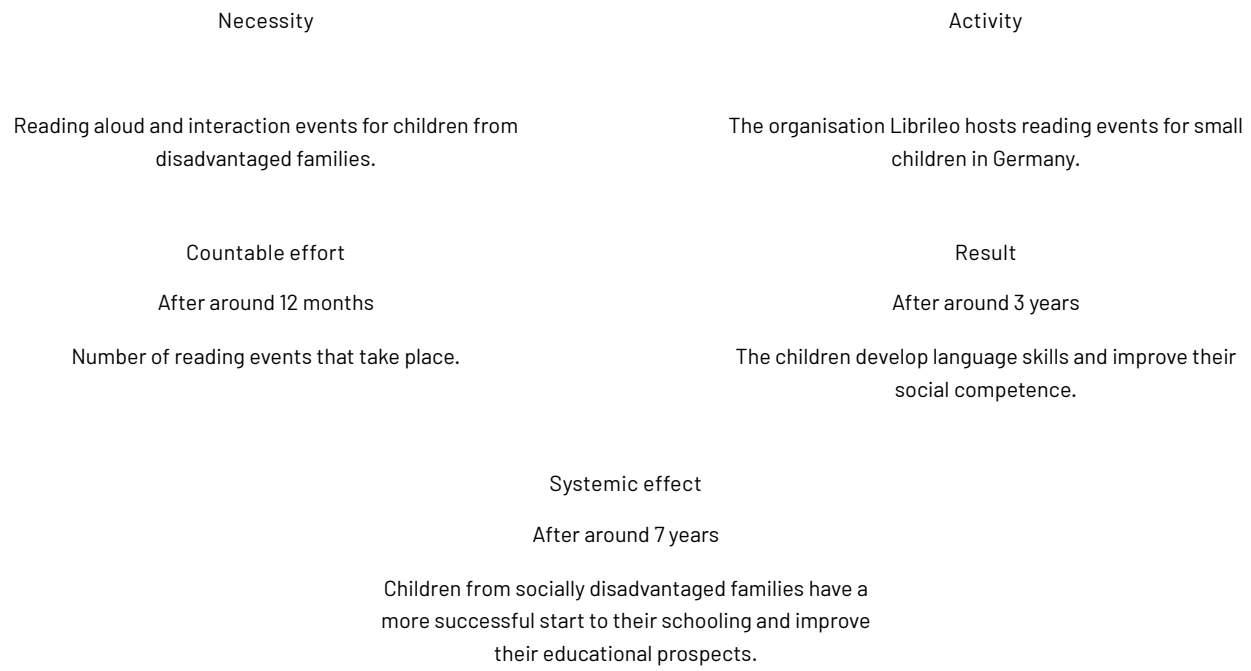 Necessity
Reading aloud and interaction events for children from
disadvantaged families.
Activity
The organisation Librileo hosts reading events for small
children in Germany.
Countable effort
After around 12 months
Number of reading events that take place.
Result
After around 3 years
The children develop language skills and improve their
social competence.
Systemic effect
After around 7 years
Children from socially disadvantaged families have a
more successful start to their schooling and improve
their educational prospects.